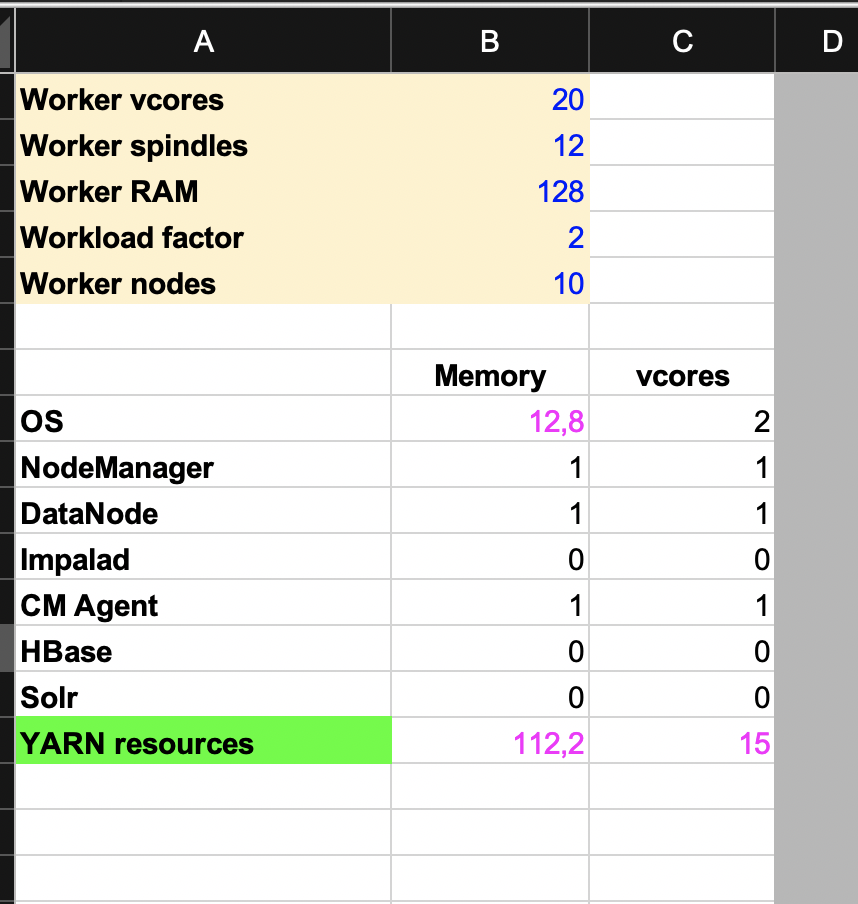 A B C D
Worker vcores 20
Worker spindles 12
Worker RAM 128
Workload factor 2
Worker nodes 10
Memory vcores
OS 12,8 2
NodeManager 1 1
DataNode 1 1
Impalad 0 0
CM Agent 1 1
HBase 0 0
Solr 0 0
YARN resources 112,2 15